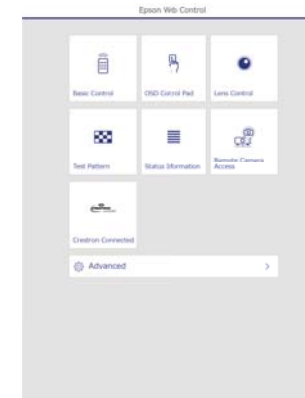 Epson Web Control
Basic Control
OSD Control Pad
Lens Control
Test Pattern
Status Information
Remote Camera
Access
Crestron Connected
Advanced